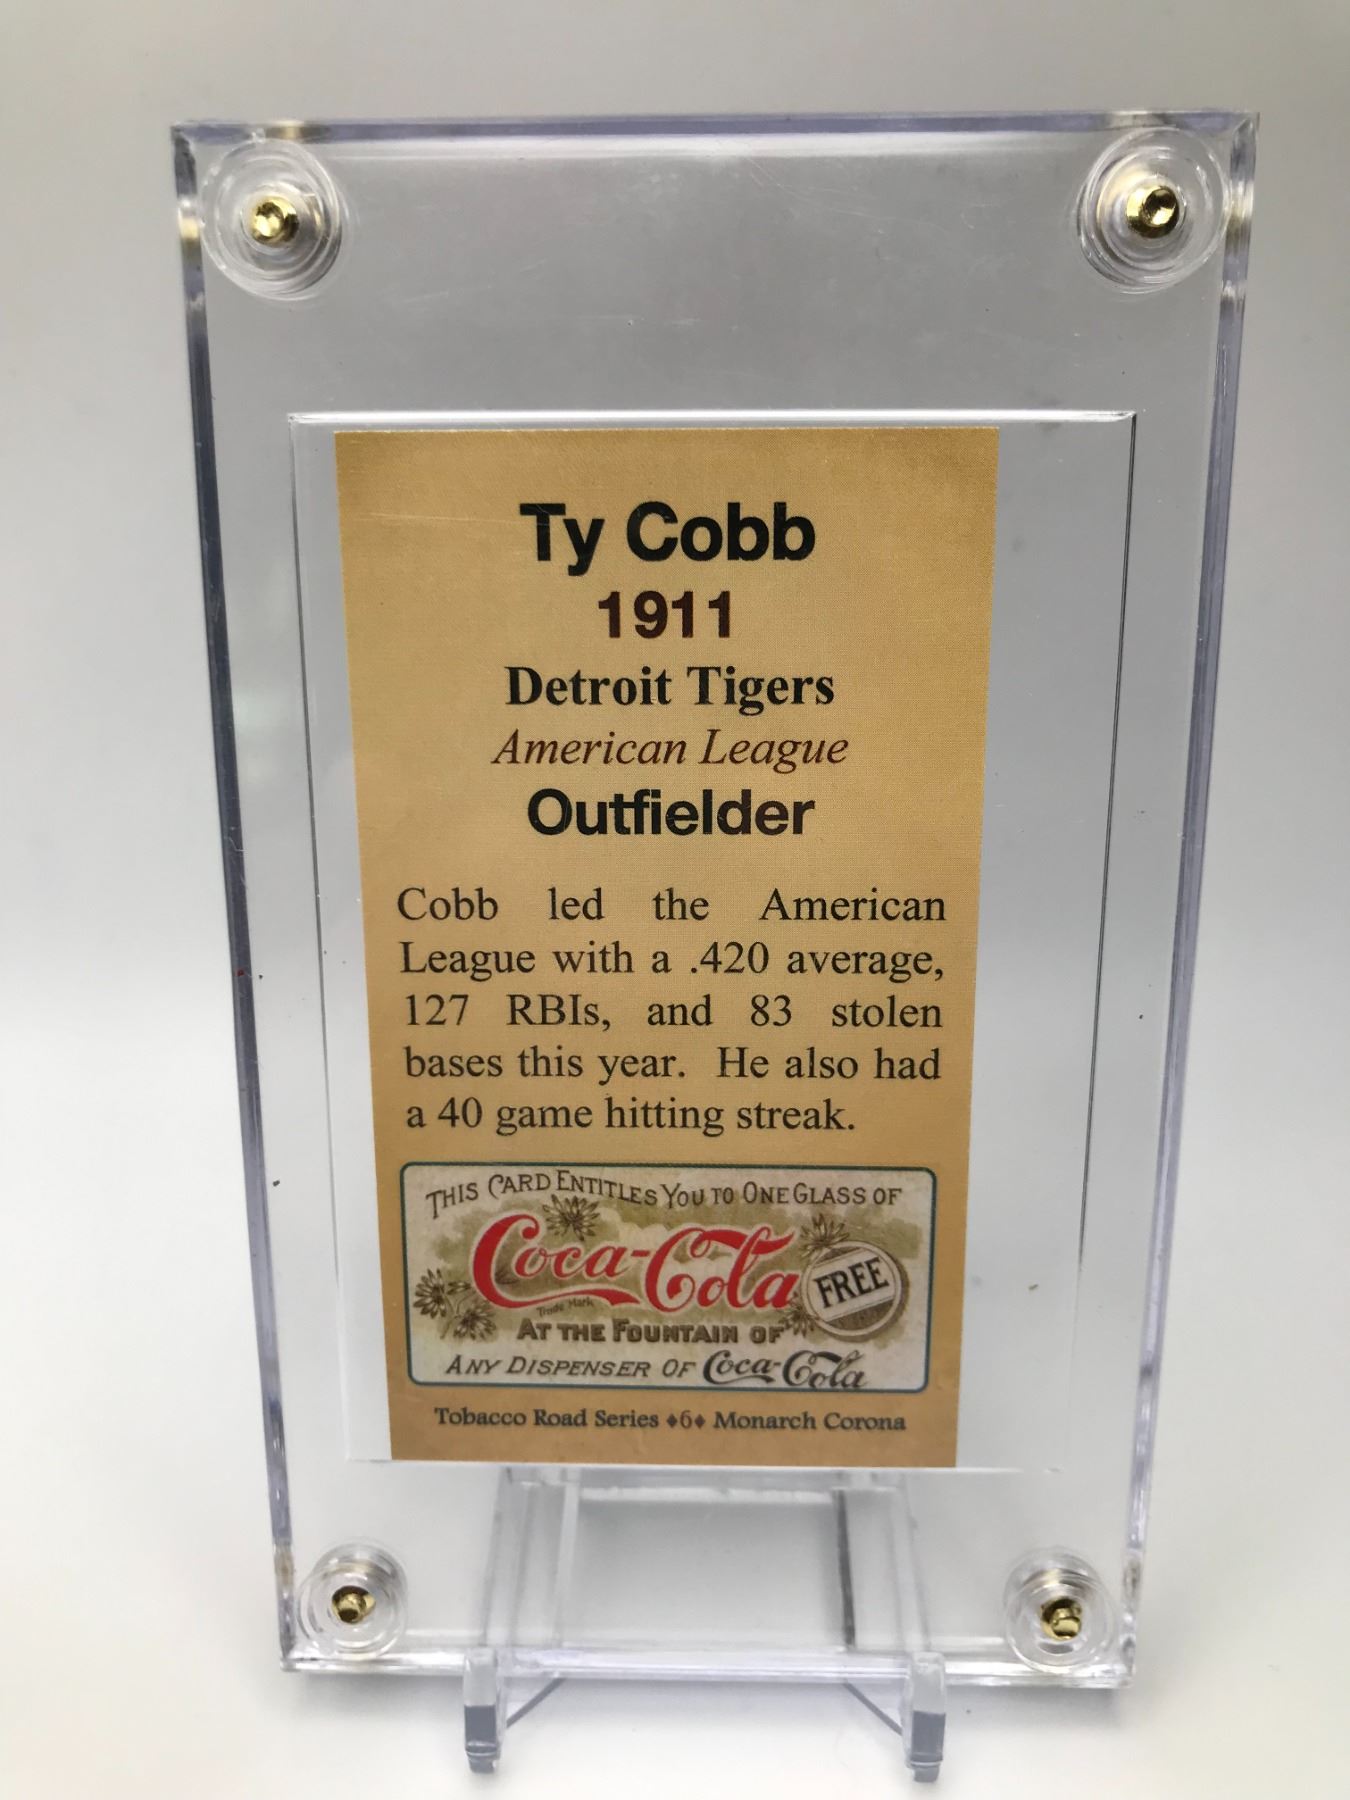 Ty Cobb
1911
Detroit Tigers
American League
Outfielder
Cobb led the American
League with a .420 average,
127 RBIs, and 83 stolen
bases this year. He also had
a 40 game hitting streak.
THIS CARD ENTITLES YOU TO ONE GLASS OF
Coca-Cola
Trade Mark
FREE
AT THE FOUNTAIN OF
ANY DISPENSER OF Coca-Cola
Tobacco Road Series ♦6♦ Monarch Corona